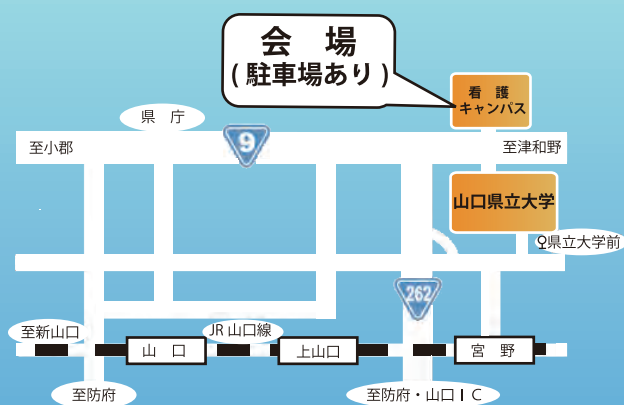 会　場
(駐車場あり)
看　護
キャンパス
県　庁
9
至小郡
至津和野
山口県立大学
県立大学前
262
至新山口
JR山口線
山　口
上山口
宮　野
至防府
至防府・山口IC